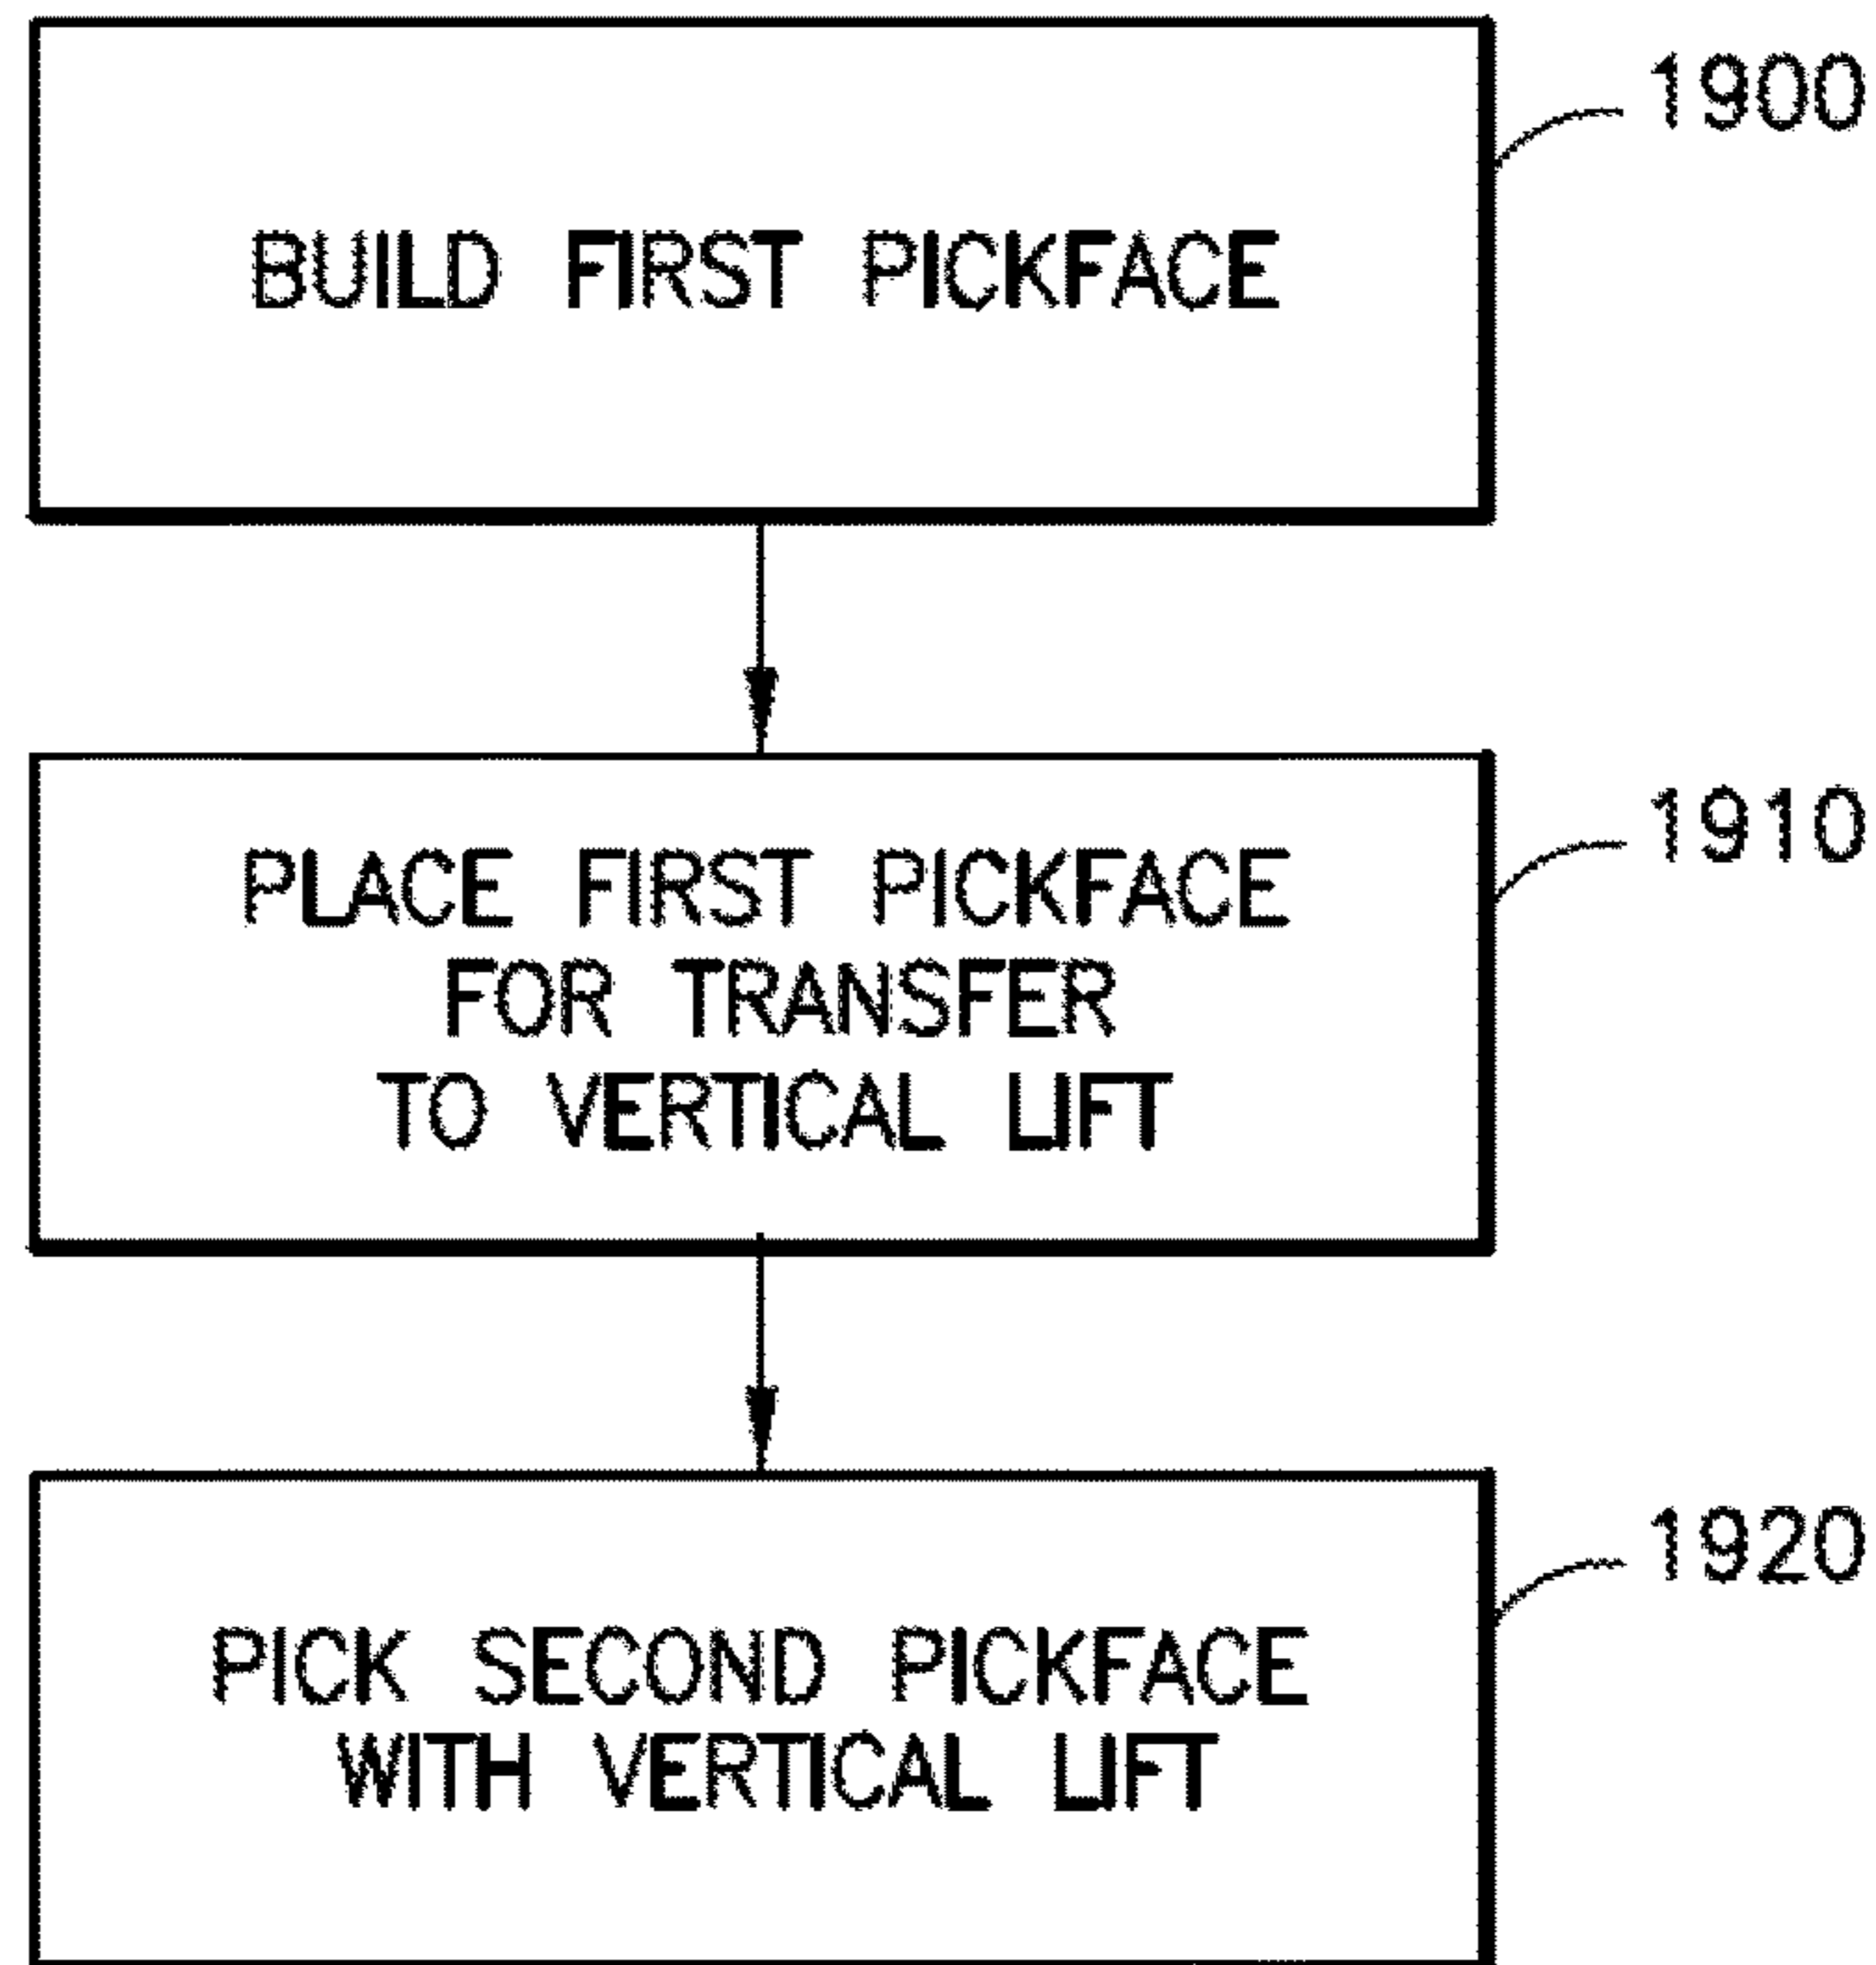 BUILD FIRST PICKFACE
1900
PLACE FIRST PICKFACE
FOR TRANSFER
TO VERTICAL LIFT
1910
PICK SECOND PICKFACE
WITH VERTICAL LIFT
1920